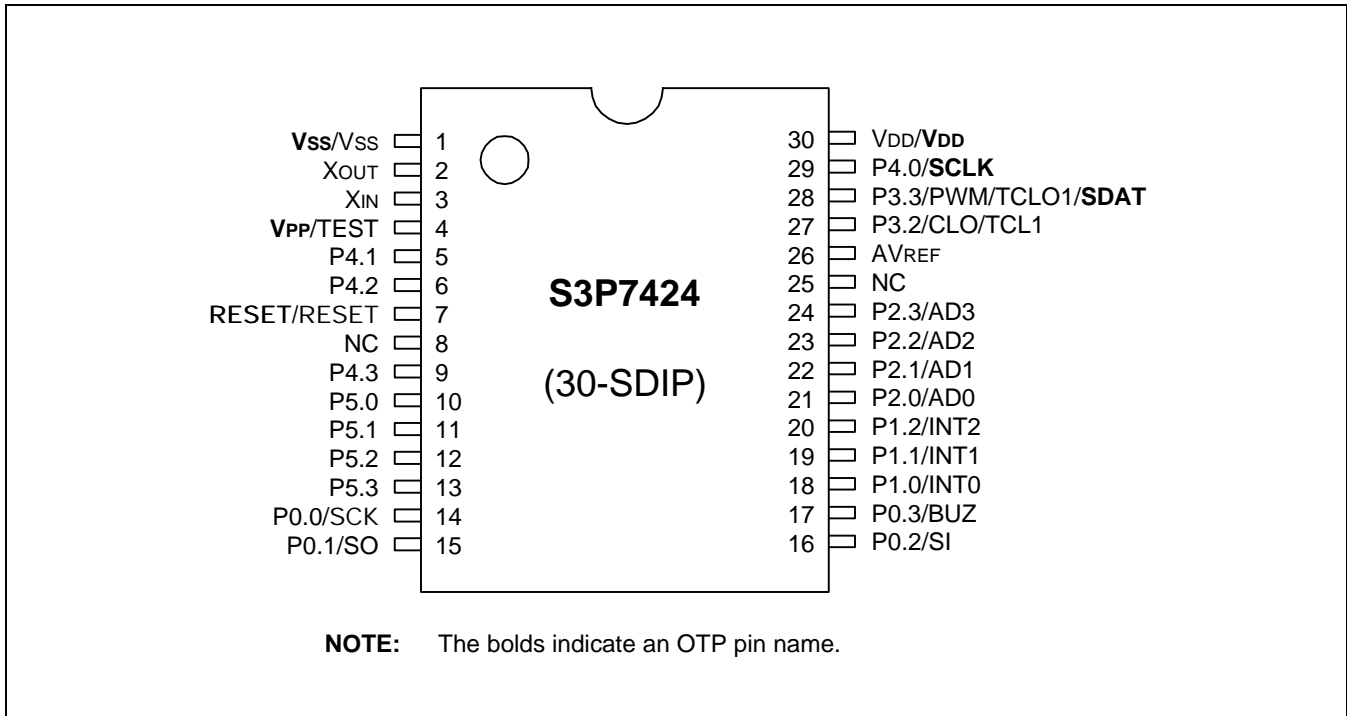 Vss/Vss 1
XOUT 2
XIN 3
VPP/TEST 4
P4.1 5
P4.2 6
RESET/RESET 7
NC 8
P4.3 9
P5.0 10
P5.1 11
P5.2 12
P5.3 13
P0.0/SCK 14
P0.1/SO 15
S3P7424
(30-SDIP)
30 VDD/VDD
29 P4.0/SCLK
28 P3.3/PWM/TCLO1/SDAT
27 P3.2/CLO/TCL1
26 AVREF
25 NC
24 P2.3/AD3
23 P2.2/AD2
22 P2.1/AD1
21 P2.0/AD0
20 P1.2/INT2
19 P1.1/INT1
18 P1.0/INT0
17 P0.3/BUZ
16 P0.2/SI
NOTE: The bolds indicate an OTP pin name.